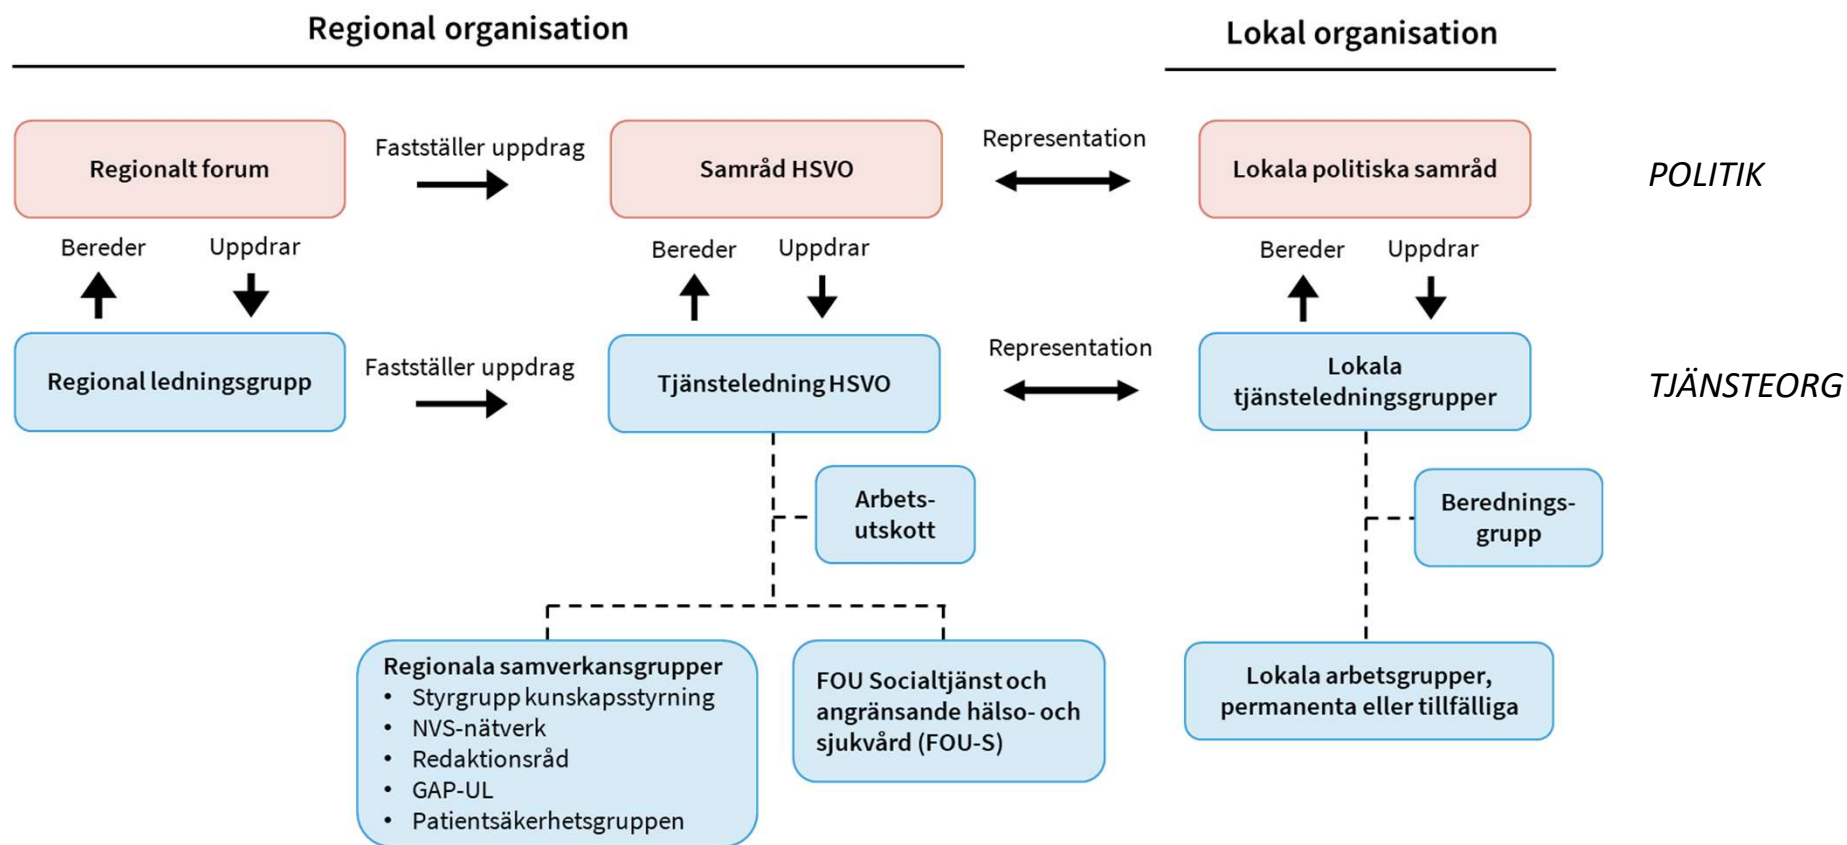 Regional organisation
Lokal organisation
Regionalt forum
Fastställer uppdrag
Samråd HSVO
Representation
Lokala politiska samråd
POLITIK
Bereder
Uppdrar
Bereder
Uppdrar
Bereder
Uppdrar
Regional ledningsgrupp
Fastställer uppdrag
Tjänsteledning HSVO
Representation
Lokala
tjänsteledningsgrupper
TJÄNSTEORG
Arbets-
utskott
Berednings-
grupp
Regionala samverkansgrupper
• Styrgrupp kunskapsstyrning
• NVS-nätverk
• Redaktionsråd
• GAP-UL
• Patientsäkerhetsgruppen
FOU Socialtjänst och
angränsande hälso- och
sjukvård (FOU-S)
Lokala arbetsgrupper,
permanenta eller tillfälliga